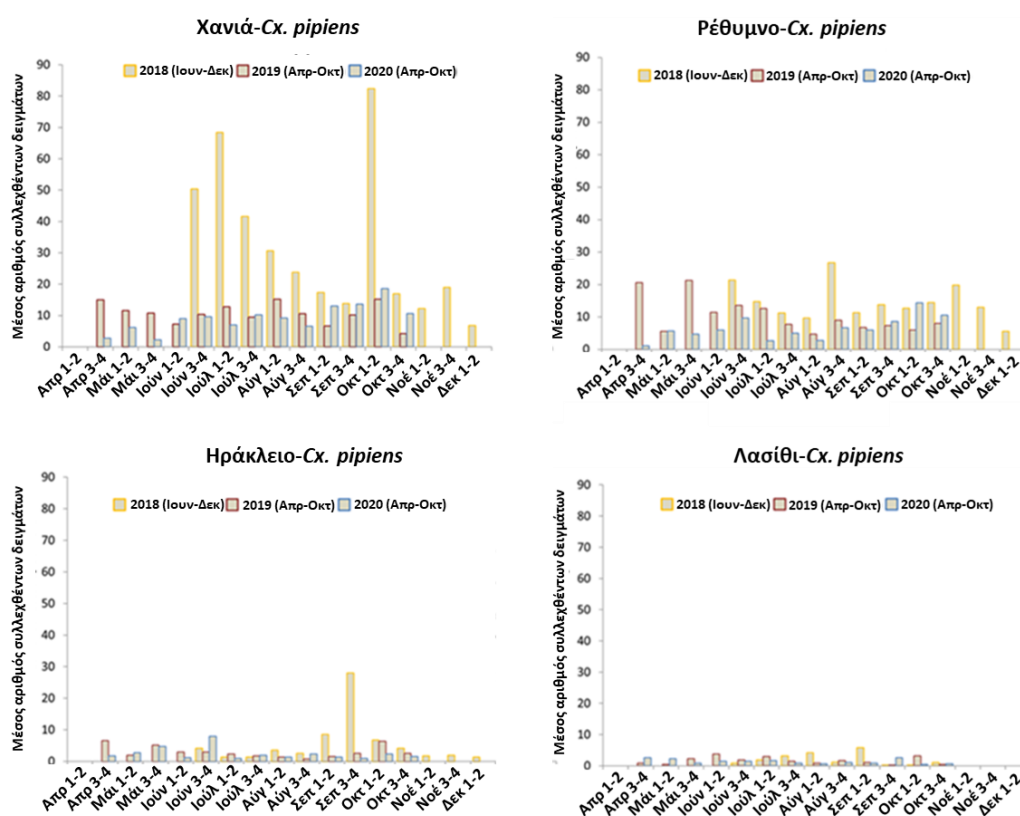 Χανιά-Cx. pipiens
Μέσος αριθμός συλλεχθέντων δειγμάτων
2018 (Ιουν-Δεκ) 2019 (Απρ-Οκτ) 2020 (Απρ-Οκτ)
90
80
70
60
50
40
30
20
10
0
Απρ 1-2 Απρ 3-4 Μάι 1-2 Μάι 3-4 Ιούν 1-2 Ιούν 3-4 Ιούλ 1-2 Ιούλ 3-4 Αύγ 1-2 Αύγ 3-4 Σεπ 1-2 Σεπ 3-4 Οκτ 1-2 Οκτ 3-4 Νοέ 1-2 Νοέ 3-4 Δεκ 1-2
Ρέθυμνο-Cx. pipiens
Μέσος αριθμός συλλεχθέντων δειγμάτων
2018 (Ιουν-Δεκ) 2019 (Απρ-Οκτ) 2020 (Απρ-Οκτ)
90
80
70
60
50
40
30
20
10
0
Απρ 1-2 Απρ 3-4 Μάι 1-2 Μάι 3-4 Ιούν 1-2 Ιούν 3-4 Ιούλ 1-2 Ιούλ 3-4 Αύγ 1-2 Αύγ 3-4 Σεπ 1-2 Σεπ 3-4 Οκτ 1-2 Οκτ 3-4 Νοέ 1-2 Νοέ 3-4 Δεκ 1-2
Ηράκλειο-Cx. pipiens
Μέσος αριθμός συλλεχθέντων δειγμάτων
2018 (Ιουν-Δεκ) 2019 (Απρ-Οκτ) 2020 (Απρ-Οκτ)
90
80
70
60
50
40
30
20
10
0
Απρ 1-2 Απρ 3-4 Μάι 1-2 Μάι 3-4 Ιούν 1-2 Ιούν 3-4 Ιούλ 1-2 Ιούλ 3-4 Αύγ 1-2 Αύγ 3-4 Σεπ 1-2 Σεπ 3-4 Οκτ 1-2 Οκτ 3-4 Νοέ 1-2 Νοέ 3-4 Δεκ 1-2
Λασίθι-Cx. pipiens
Μέσος αριθμός συλλεχθέντων δειγμάτων
2018 (Ιουν-Δεκ) 2019 (Απρ-Οκτ) 2020 (Απρ-Οκτ)
90
80
70
60
50
40
30
20
10
0
Απρ 1-2 Απρ 3-4 Μάι 1-2 Μάι 3-4 Ιούν 1-2 Ιούν 3-4 Ιούλ 1-2 Ιούλ 3-4 Αύγ 1-2 Αύγ 3-4 Σεπ 1-2 Σεπ 3-4 Οκτ 1-2 Οκτ 3-4 Νοέ 1-2 Νοέ 3-4 Δεκ 1-2